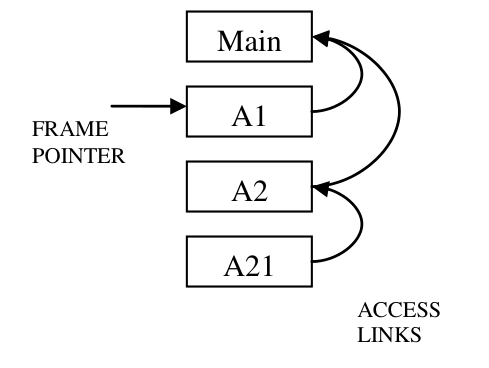 Main
A1
FRAME
POINTER
A2
A21
ACCESS
LINKS